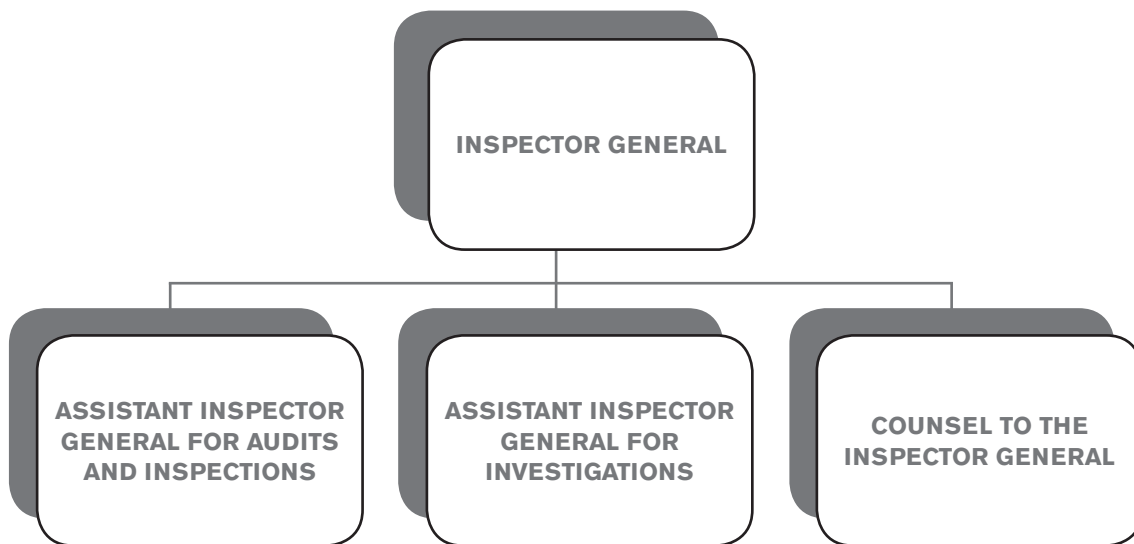 INSPECTOR GENERAL
ASSISTANT INSPECTOR
GENERAL FOR AUDITS
AND INSPECTIONS
ASSISTANT INSPECTOR
GENERAL FOR
INVESTIGATIONS
COUNSEL TO THE
INSPECTOR GENERAL